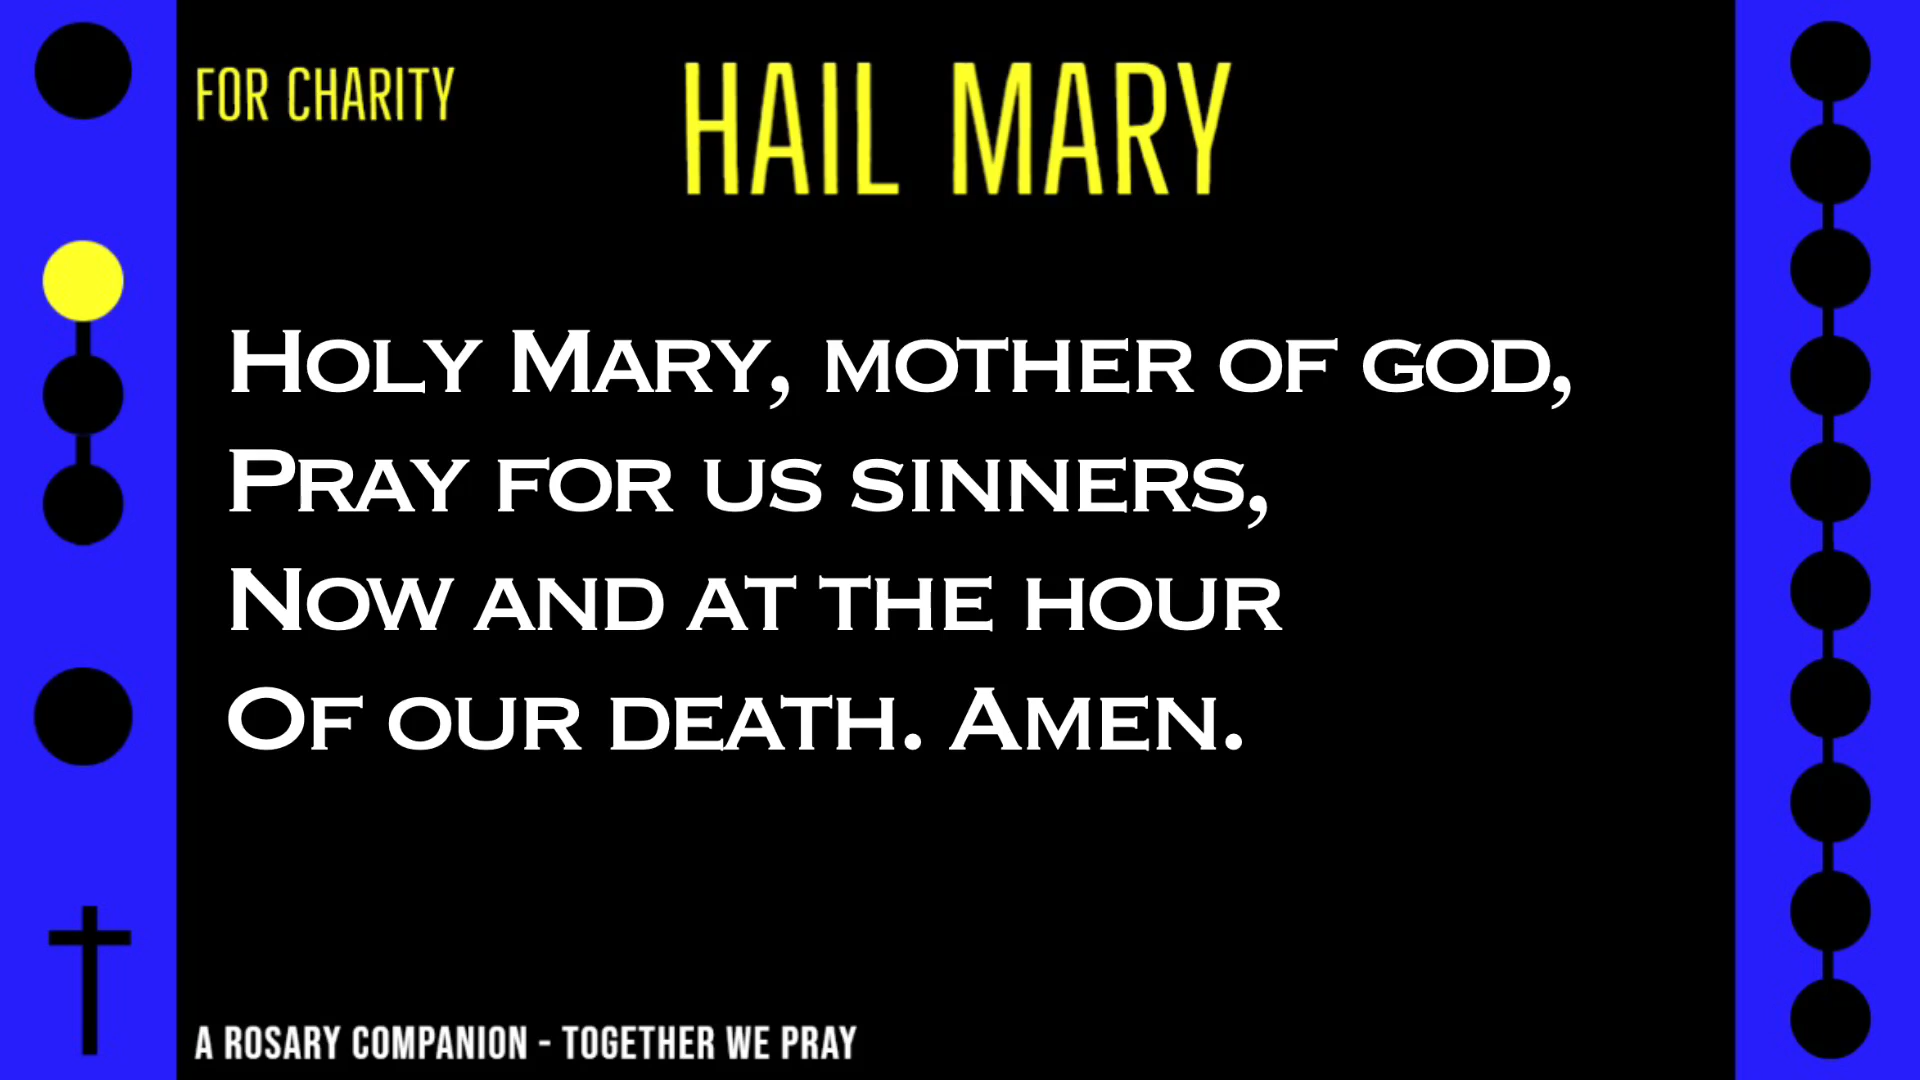 FOR CHARITY
HAIL MARY
Holy Mary, mother of god,
Pray for us sinners,
Now and at the hour
Of our death. Amen.
A ROSARY COMPANION - TOGETHER WE PRAY